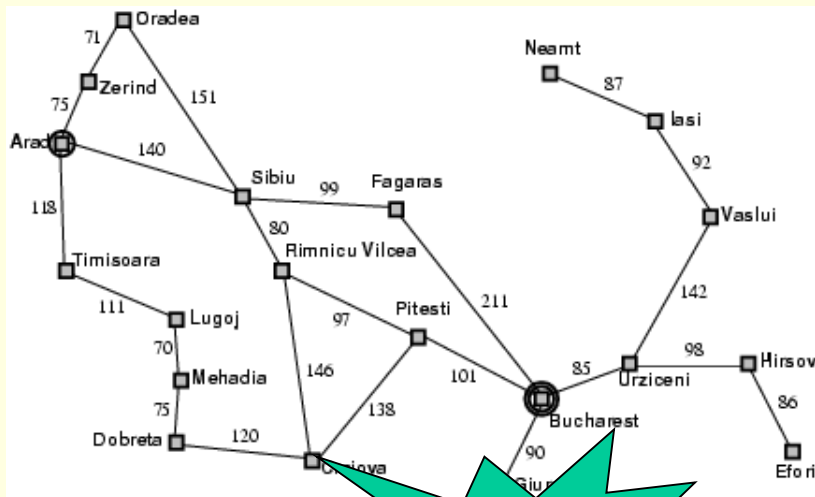 Oradea
71
Neamt
87
Zerind
75
151
Iasi
Arad
140
92
Sibiu
Fagaras
99
118
80
Vaslui
Timisoara
Rimnicu Vilcea
111
Lugoj
Pitesti
211
142
97
70
Mehadia
146
101
85
98
Hirsov
Urziceni
75
138
86
Dobreta
120
Bucharest
90
Efori
Giur